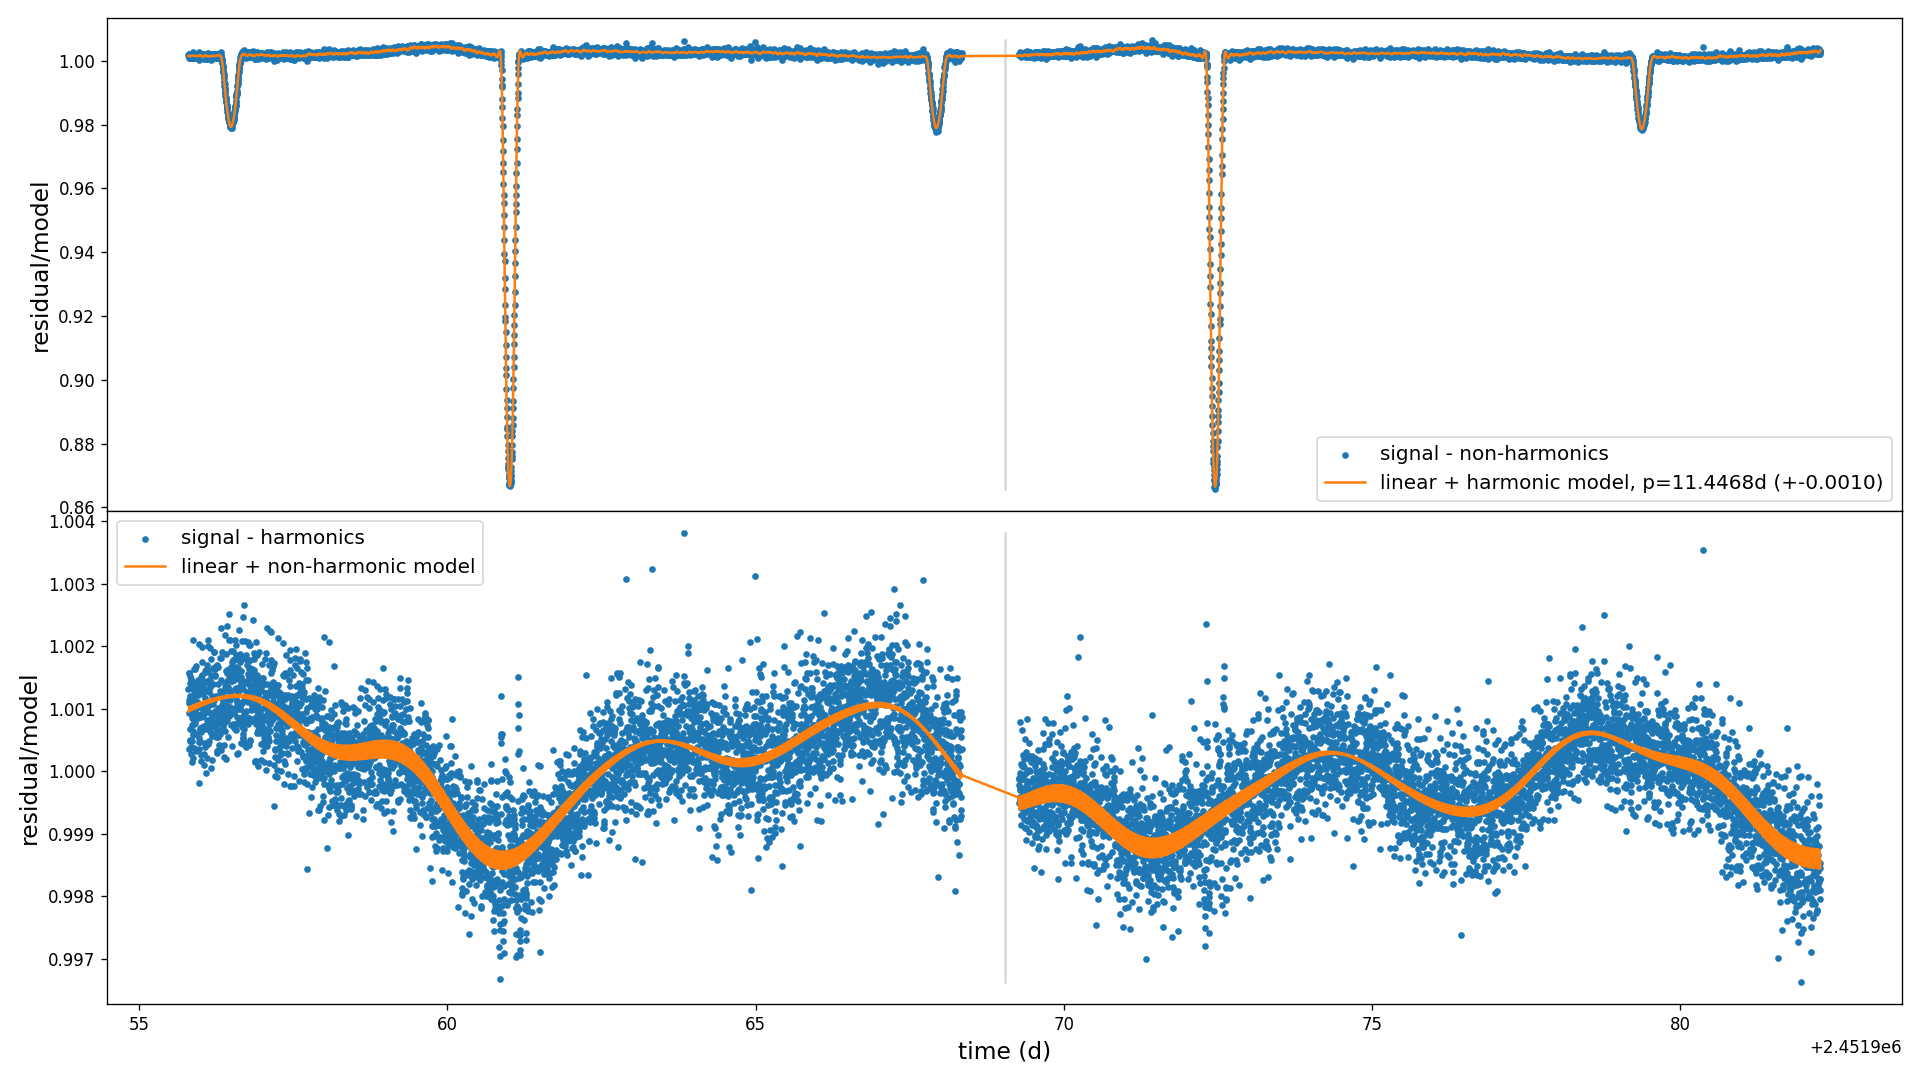 1.00
0.98
0.96
0.94
0.92
0.90
0.88
0.86
residual/model
signal - non-harmonics
linear + harmonic model, p=11.4468d (+-0.0010)
1.004
1.003
1.002
1.001
1.000
0.999
0.998
0.997
residual/model
signal - harmonics
linear + non-harmonic model
55
60
65
70
75
80
time (d)
+2.4519e6